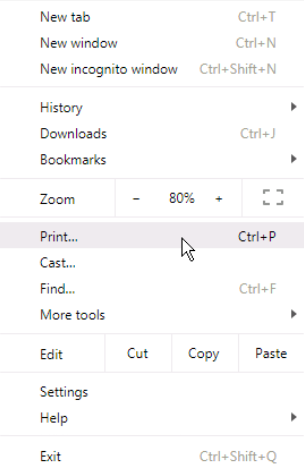 New tab Ctrl+T
New window Ctrl+N
New incognito window Ctrl+Shift+N
History
Downloads Ctrl+J
Bookmarks
Zoom - 80% +
Print... Ctrl+P
Cast...
Find... Ctrl+F
More tools
Edit Cut Copy Paste
Settings
Help
Exit Ctrl+Shift+Q